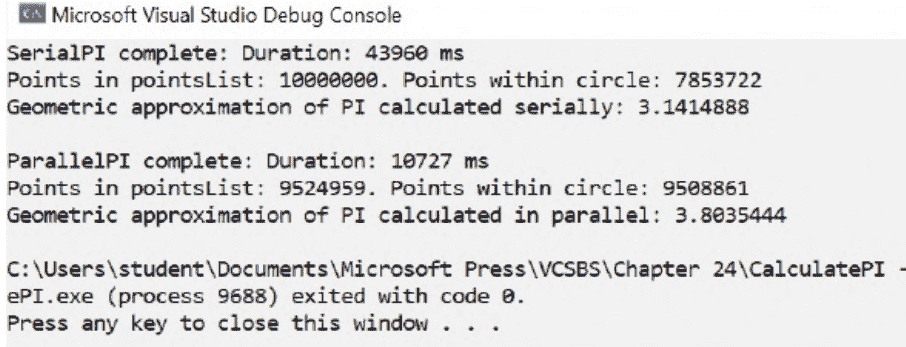 Microsoft Visual Studio Debug Console
SerialPI complete: Duration: 43960 ms
Points in pointsList: 10000000. Points within circle: 7853722
Geometric approximation of PI calculated serially: 3.1414888
ParallelPI complete: Duration: 10727 ms
Points in pointsList: 9524959. Points within circle: 9508861
Geometric approximation of PI calculated in parallel: 3.8035444
C:\Users\student\Documents\Microsoft Press\VCSBS\Chapter 24\CalculatePI -
ePI.exe (process 9688) exited with code 0.
Press any key to close this window . . .